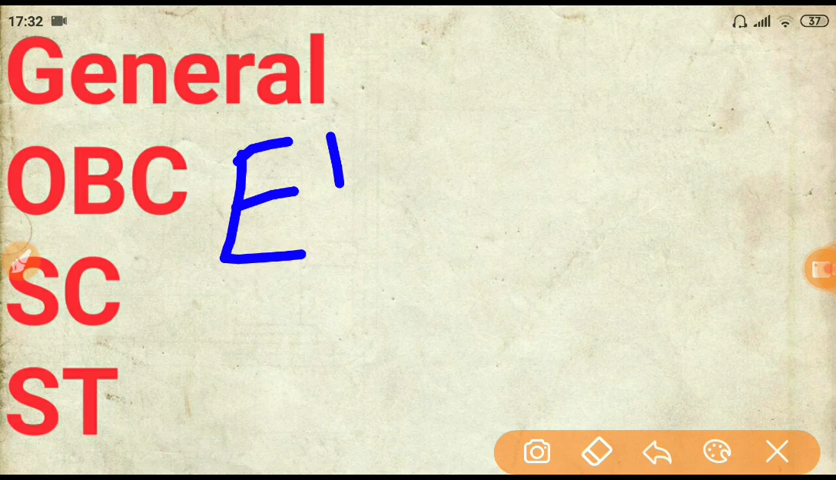 17:32 37
General
OBC E
SC
ST